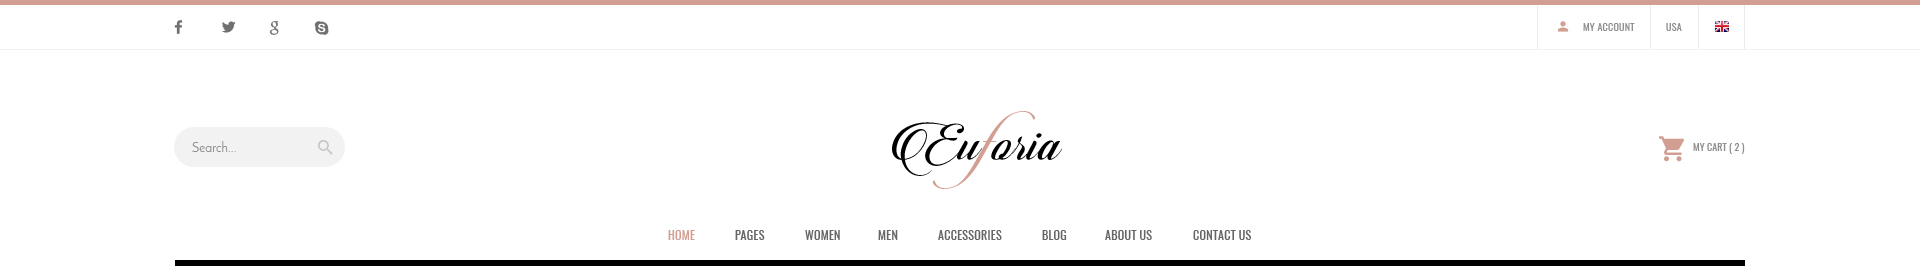 MY ACCOUNT
USA
Search...
Euforia
MY CART ( 2 )
HOME PAGES WOMEN MEN ACCESSORIES BLOG ABOUT US CONTACT US